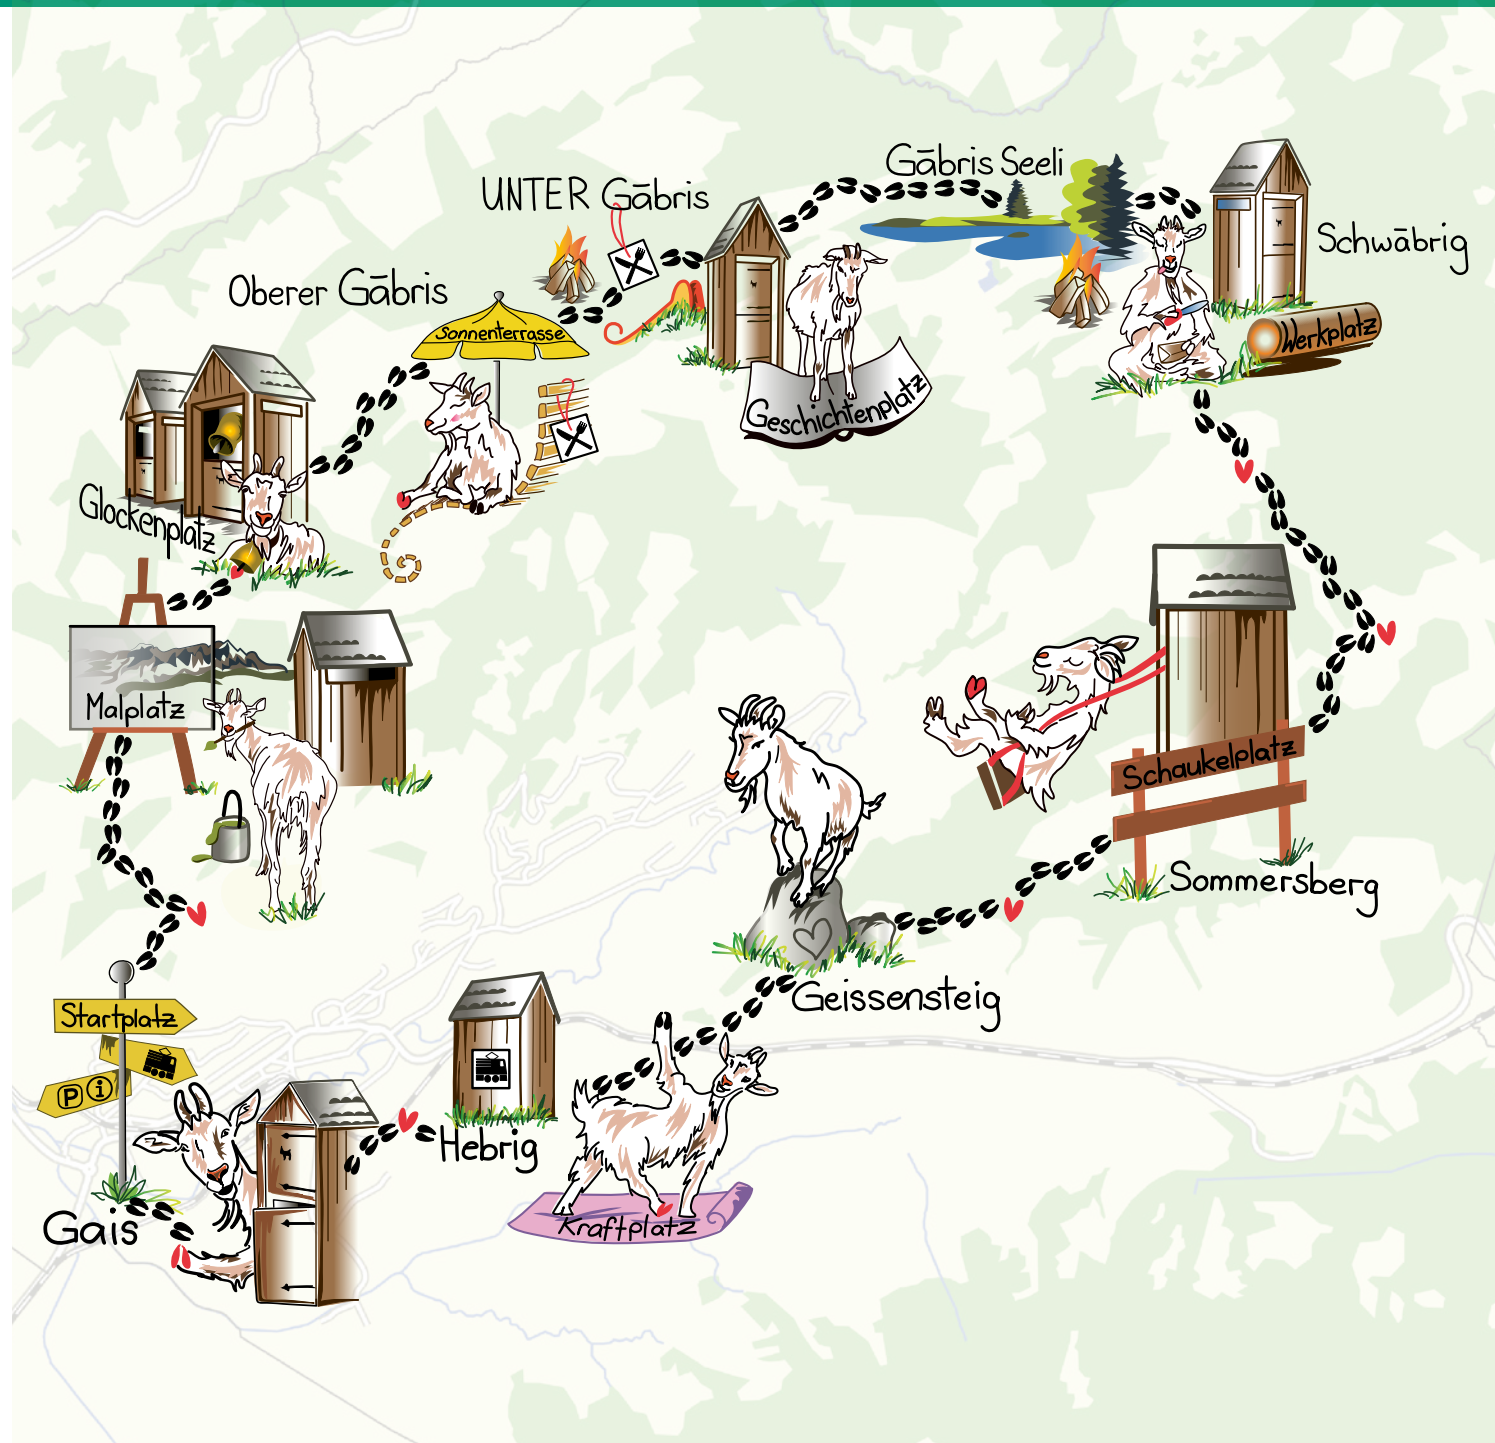 Gābris Seeli
UNTER Gābris
Schwābrig
Oberer Gābris
Sonnenterrasse
Werkplatz
Geschichtenplatz
Glockenplatz
Malplatz
Schaukelplatz
Sommersberg
Geissensteig
Startplatz
P i
Hebrig
Kraftplatz
Gais